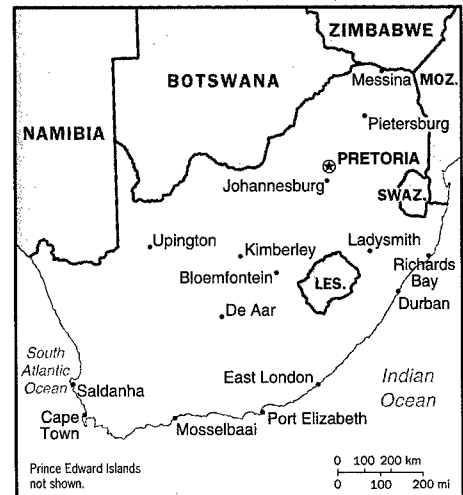 ZIMBABWE
BOTSWANA
Messina
MOZ.
Pietersburg
NAMIBIA
PRETORIA
Johannesburg
SWAZ.
Upington
Kimberley
Ladysmith
Bloemfontein
Richards
Bay
LES.
Durban
De Aar
South
Atlantic
Ocean
Saldanha
East London
Indian
Ocean
Cape
Town
Mosselbaai
Port Elizabeth
Prince Edward Islands
not shown.
0 100 200 km
0 100 200 mi